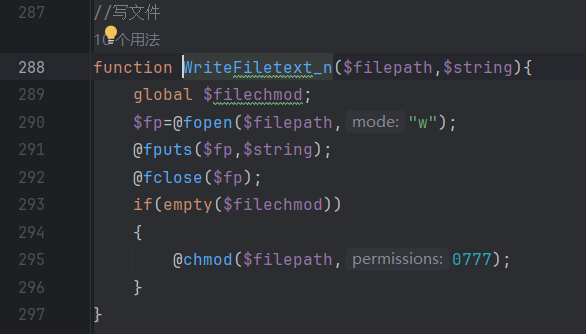 287 //写文件
10个用法
288 function WriteFiletext_n($filepath,$string){
289 global $filechmod;
290 $fp=@fopen($filepath, mode: "w");
291 @fputs($fp,$string);
292 @fclose($fp);
293 if(empty($filechmod))
294 {
295 @chmod($filepath, permissions: 0777);
296 }
297 }